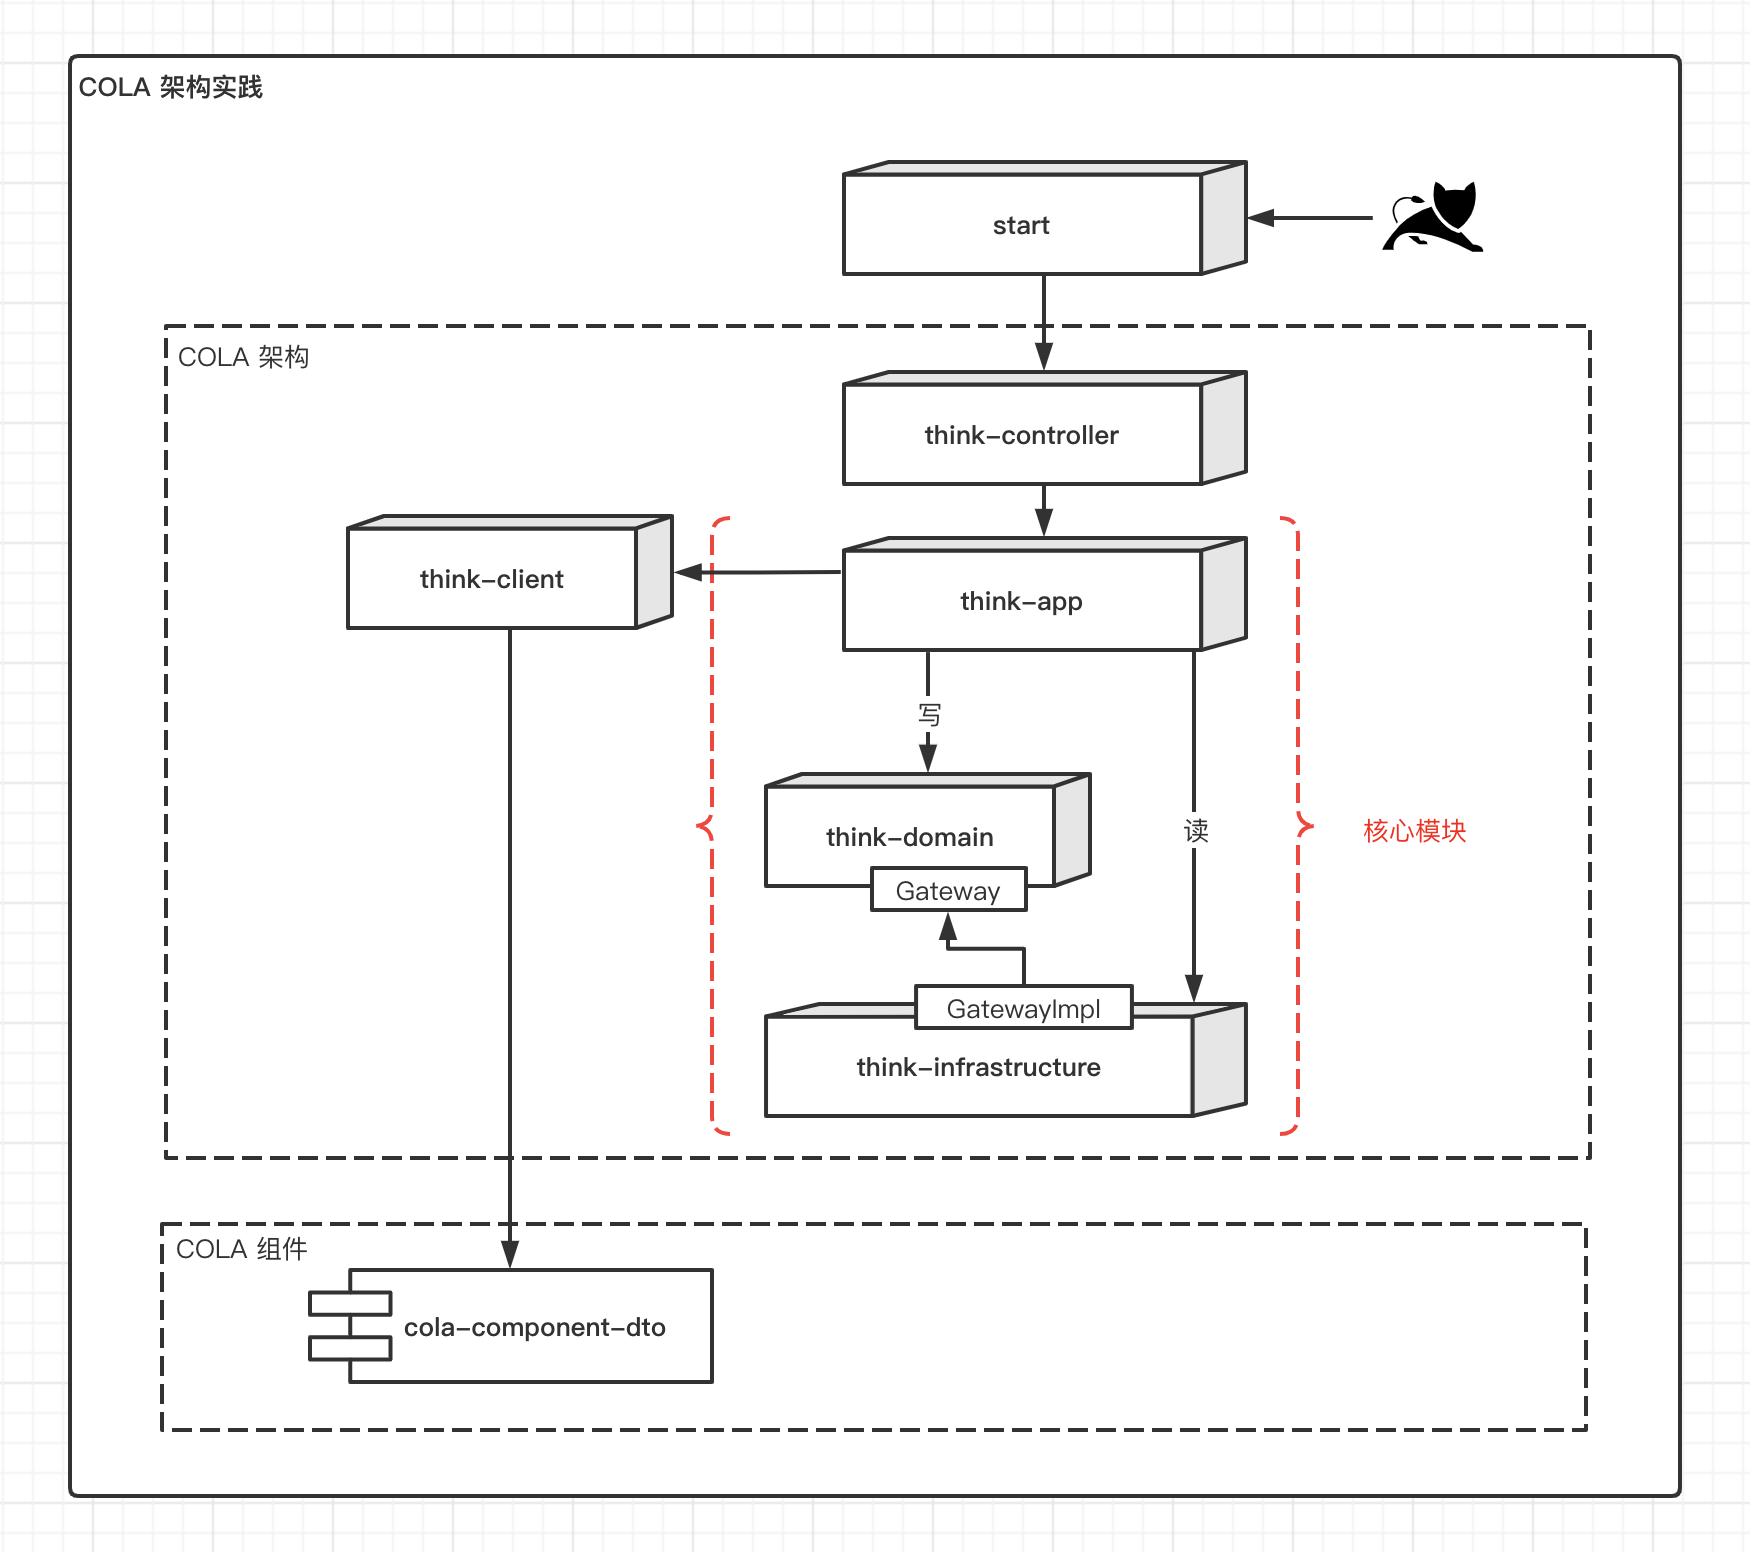 COLA 架构实践
start
COLA 架构
think-controller
think-client
think-app
写
think-domain
读
核心模块
Gateway
GatewayImpl
think-infrastructure
COLA 组件
cola-component-dto